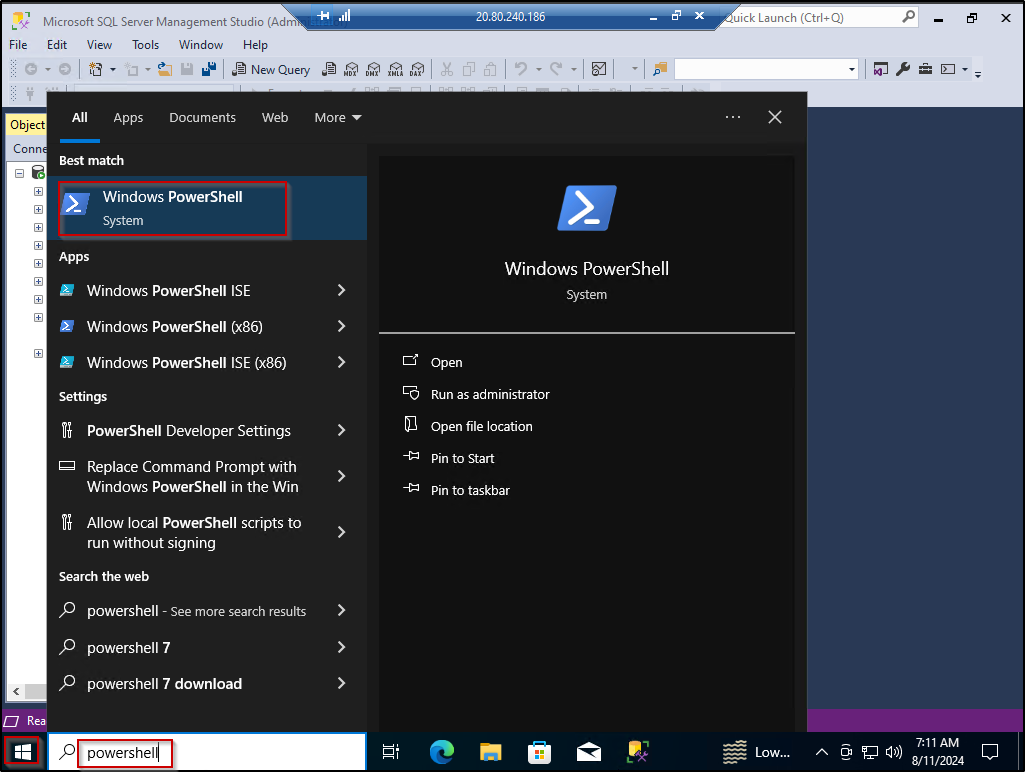 Microsoft SQL Server Management Studio (Admi
20.80.240.186
Quick Launch (Ctrl+Q)
File Edit View Tools Window Help
New Query
MDX DMX XMLA DAX
Object
Conne
All Apps Documents Web More
Best match
Windows PowerShell
System
Apps
Windows PowerShell ISE
Windows PowerShell (x86)
Windows PowerShell ISE (x86)
Settings
PowerShell Developer Settings
Replace Command Prompt with
Windows PowerShell in the Win
Allow local PowerShell scripts to
run without signing
Search the web
powershell - See more search results
powershell 7
powershell 7 download
Windows PowerShell
System
Open
Run as administrator
Open file location
Pin to Start
Pin to taskbar
Rea
powershell
Low...
7:11 AM
8/11/2024